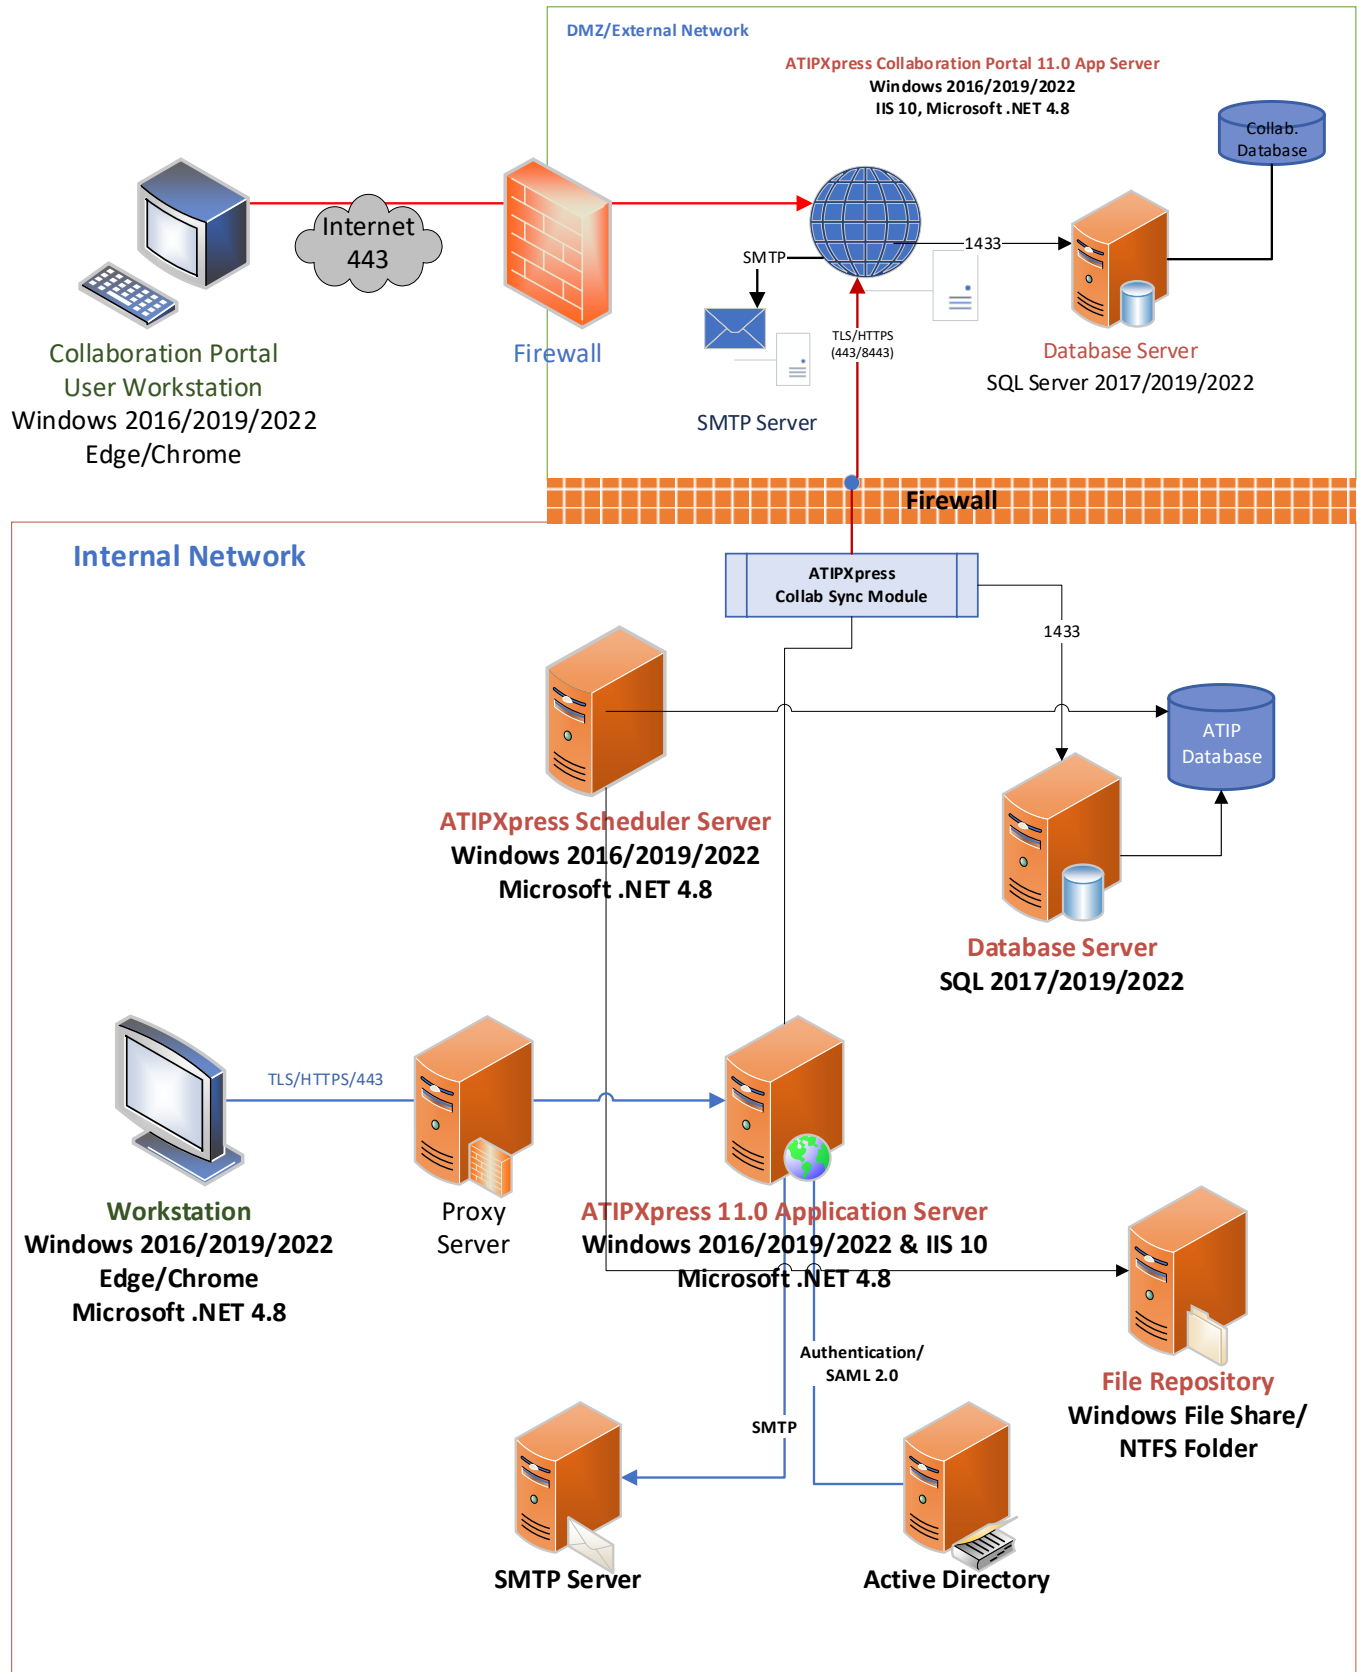 DMZ/External Network
ATIPXpress Collaboration Portal 11.0 App Server
Windows 2016/2019/2022
IIS 10, Microsoft .NET 4.8
Collab.
Database
Internet
443
1433
SMTP
TLS/HTTPS
(443/8443)
Collaboration Portal
User Workstation
Windows 2016/2019/2022
Edge/Chrome
Firewall
Database Server
SQL Server 2017/2019/2022
SMTP Server
Firewall
Internal Network
ATIPXpress
Collab Sync Module
1433
ATIP
Database
ATIPXpress Scheduler Server
Windows 2016/2019/2022
Microsoft .NET 4.8
Database Server
SQL 2017/2019/2022
TLS/HTTPS/443
Workstation
Windows 2016/2019/2022
Edge/Chrome
Microsoft .NET 4.8
Proxy
Server
ATIPXpress 11.0 Application Server
Windows 2016/2019/2022 & IIS 10
Microsoft .NET 4.8
Authentication/
SAML 2.0
SMTP
File Repository
Windows File Share/
NTFS Folder
SMTP Server
Active Directory